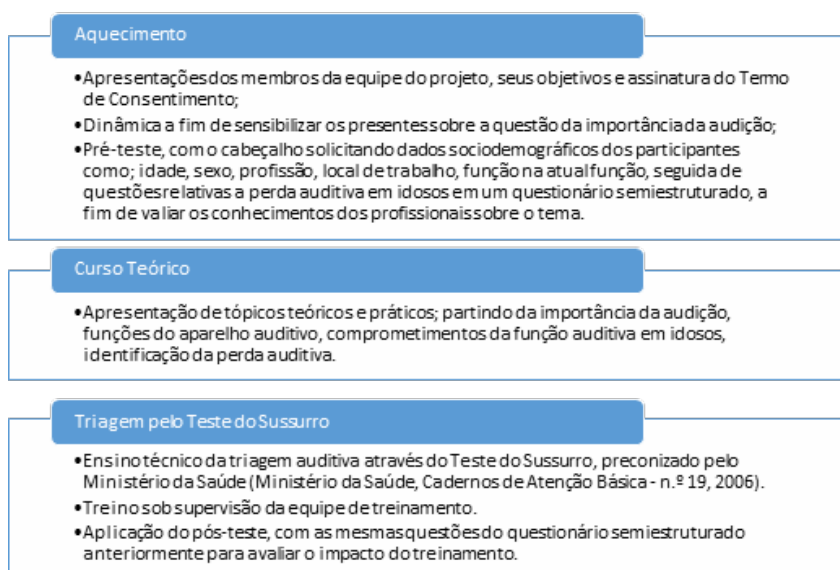 Aquecimento
•Apresentações dos membros da equipe do projeto, seus objetivos e assinatura do Termo
de Consentimento;
•Dinâmica a fim de sensibilizar os presentes sobre a questão da importância da audição;
•Pré-teste, com o cabeçalho solicitando dados sociodemográficos dos participantes
como; idade, sexo, profissão, local de trabalho, função na atual função, seguida de
questões relativas a perda auditiva em idosos em um questionário semiestruturado, a
fim de valiar os conhecimentos dos profissionais sobre o tema.
Curso Teórico
•Apresentação de tópicos teóricos e práticos; partindo da importância da audição,
funções do aparelho auditivo, comprometimentos da função auditiva em idosos,
identificação da perda auditiva.
Triagem pelo Teste do Sussurro
•Ensino técnico da triagem auditiva através do Teste do Sussurro, preconizado pelo
Ministério da Saúde (Ministério da Saúde, Cadernos de Atenção Básica - n.º 19, 2006).
•Treino sob supervisão da equipe de treinamento.
•Aplicação do pós-teste, com as mesmas questões do questionário semiestruturado
anteriormente para avaliar o impacto do treinamento.